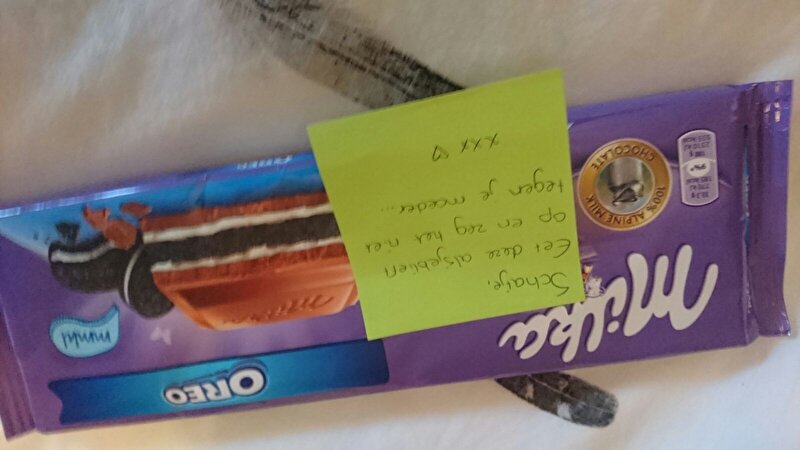 Schatje,
Eet deze alsjeblieft
op en zeg het niet
tegen je moeder...
xxx ♡
Milka
100% ALPINE MILK
CHOCOLATE
OREO
mmmh!